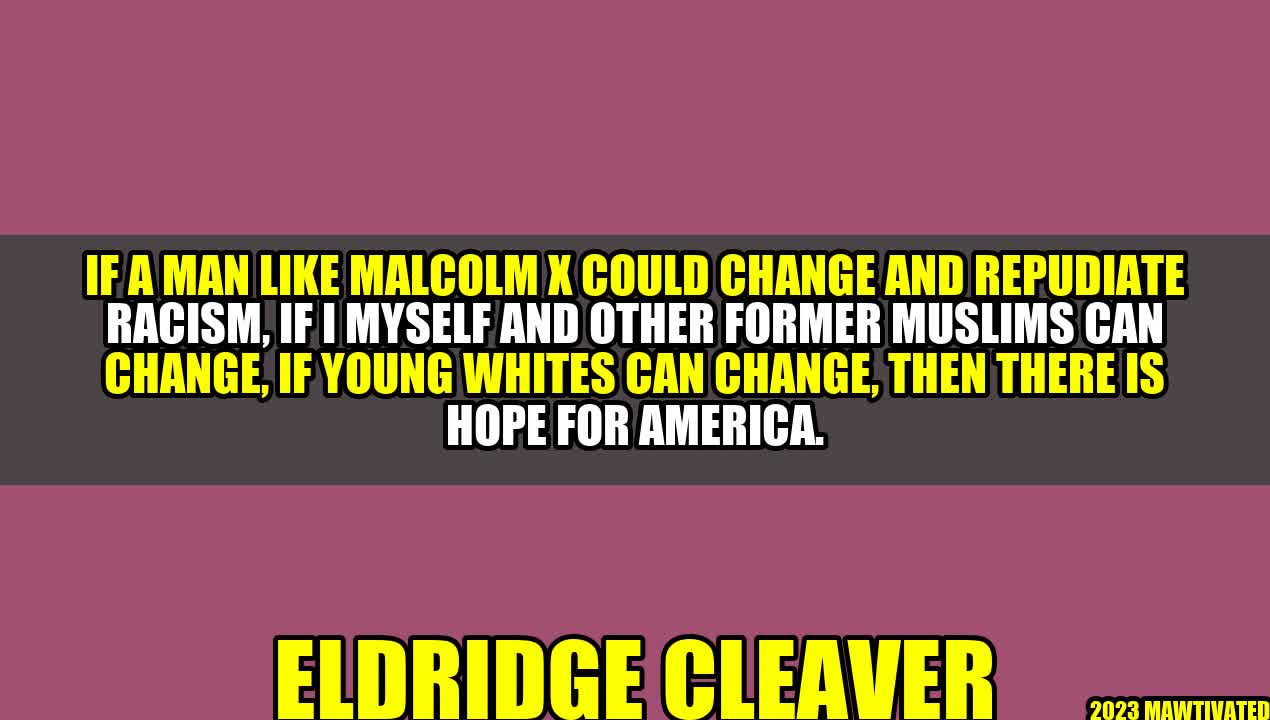 IF A MAN LIKE MALCOLM X COULD CHANGE AND REPUDIATE
RACISM, IF I MYSELF AND OTHER FORMER MUSLIMS CAN
CHANGE, IF YOUNG WHITES CAN CHANGE, THEN THERE IS
HOPE FOR AMERICA.
ELDRIDGE CLEAVER
2023 MAWTIVATED